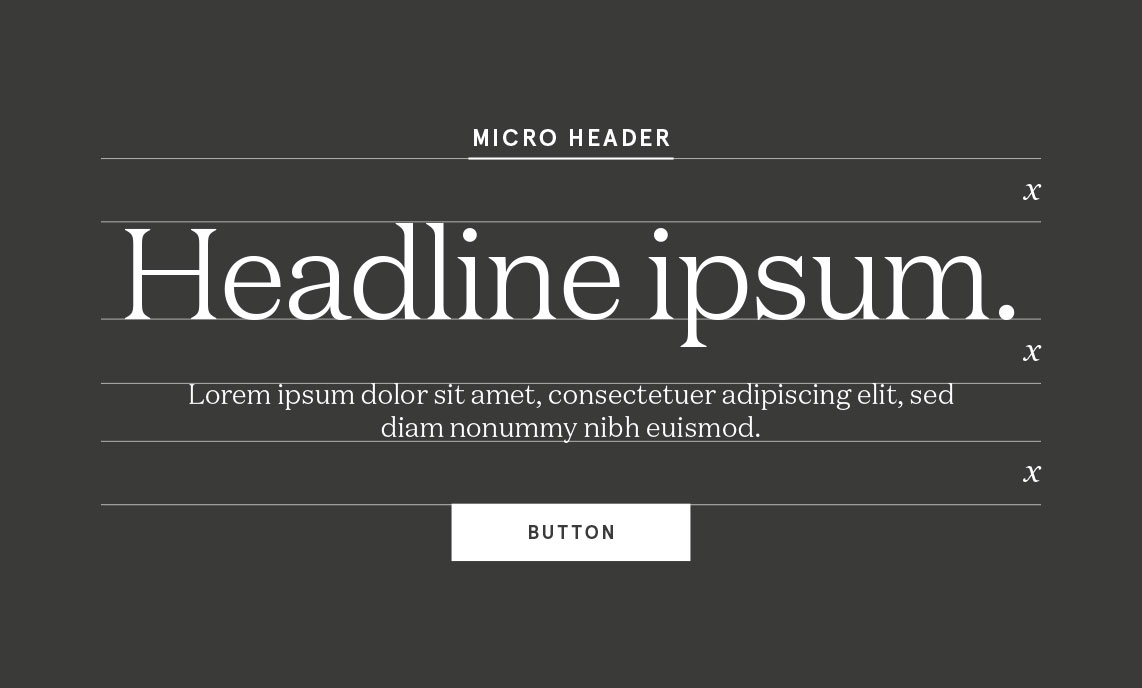 MICRO HEADER
x
Headline ipsum.
x
Lorem ipsum dolor sit amet, consectetuer adipiscing elit, sed
diam nonummy nibh euismod.
x
BUTTON